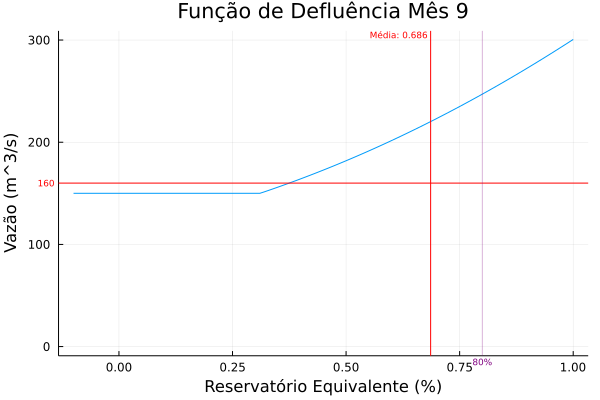 Função de Defluência Mês 9
Média: 0.686
300
200
160
100
0
Vazão (m^3/s)
0.00
0.25
0.50
0.75
80%
1.00
Reservatório Equivalente (%)